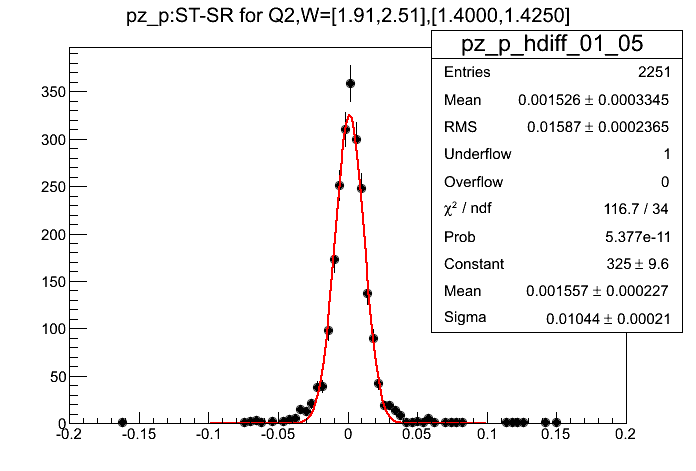 pz_p:ST-SR for Q2,W=[1.91,2.51],[1.4000,1.4250]
pz_p_hdiff_01_05
Entries 2251
Mean 0.001526 ± 0.0003345
RMS 0.01587 ± 0.0002365
Underflow 1
Overflow 0
χ² / ndf 116.7 / 34
Prob 5.377e-11
Constant 325 ± 9.6
Mean 0.001557 ± 0.000227
Sigma 0.01044 ± 0.00021
350
300
250
200
150
100
50
0
-0.2 -0.15 -0.1 -0.05 0 0.05 0.1 0.15 0.2